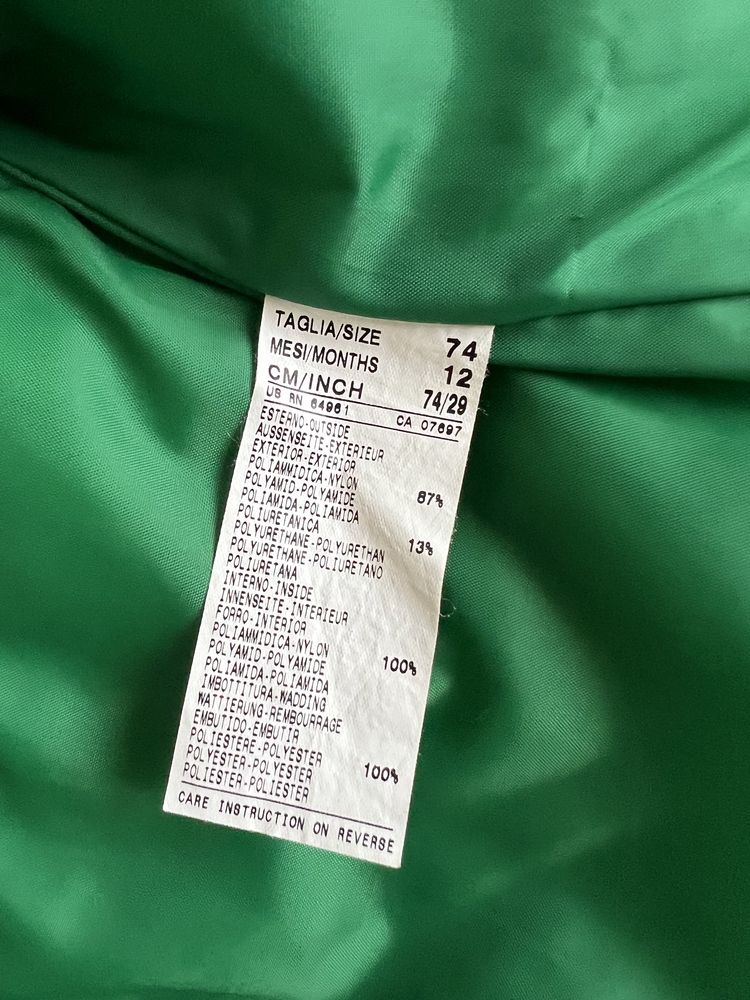 TAGLIA/SIZE 74
MESI/MONTHS 12
CM/INCH 74/29
US RN 64961 CA 07697
ESTERNO-OUTSIDE
AUSSENSEITE-EXTERIEUR
EXTERIOR-EXTERIOR
POLIAMMIDICA-NYLON
POLYAMID-POLYAMIDE 87%
POLIAMIDA-POLIAMIDA
POLIURETANICA
POLYURETHANE-POLYURETHAN 13%
POLYURETHANE-POLIURETANO
POLIURETANA
INTERNO-INSIDE
INNENSEITE-INTERIEUR
FORRO-INTERIOR
POLIAMMIDICA-NYLON
POLYAMID-POLYAMIDE 100%
POLIAMIDA-POLIAMIDA
IMBOTTITURA-WADDING
WATTIERUNG-REMBOURRAGE
EMBUTIDO-EMBUTIR
POLIESTERE-POLYESTER
POLYESTER-POLYESTER 100%
POLIESTER-POLIESTER
CARE INSTRUCTION ON REVERSE